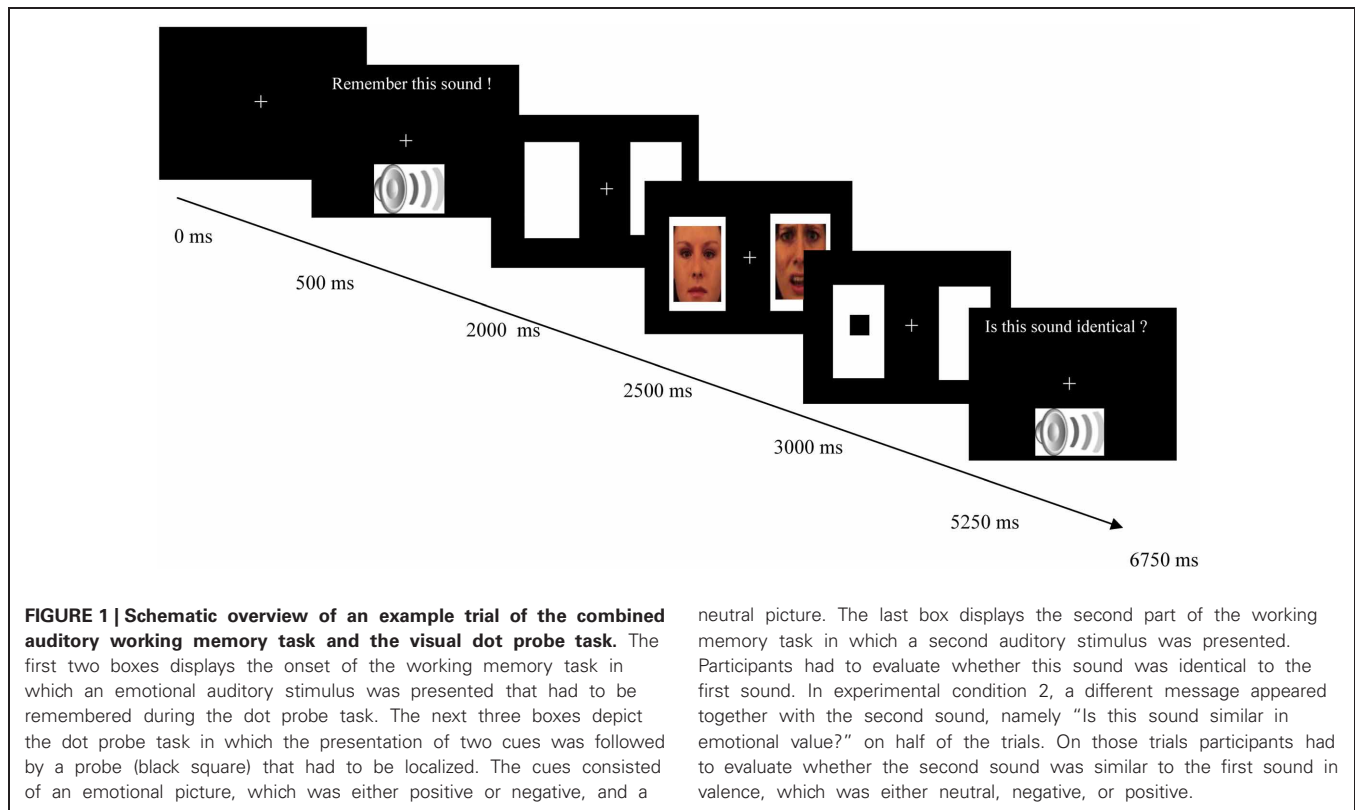 Remember this sound !
0 ms
500 ms
2000 ms
2500 ms
Is this sound identical ?
3000 ms
5250 ms
6750 ms
FIGURE 1 | Schematic overview of an example trial of the combined
auditory working memory task and the visual dot probe task. The
first two boxes displays the onset of the working memory task in
which an emotional auditory stimulus was presented that had to be
remembered during the dot probe task. The next three boxes depict
the dot probe task in which the presentation of two cues was followed
by a probe (black square) that had to be localized. The cues consisted
of an emotional picture, which was either positive or negative, and a
neutral picture. The last box displays the second part of the working
memory task in which a second auditory stimulus was presented.
Participants had to evaluate whether this sound was identical to the
first sound. In experimental condition 2, a different message appeared
together with the second sound, namely “Is this sound similar in
emotional value?” on half of the trials. On those trials participants had
to evaluate whether the second sound was similar to the first sound in
valence, which was either neutral, negative, or positive.